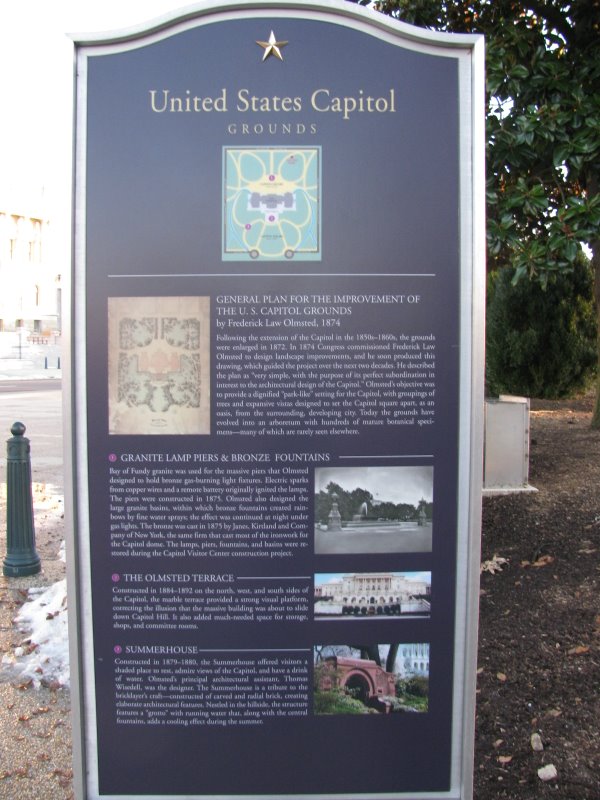 United States Capitol
GROUNDS
GENERAL PLAN FOR THE IMPROVEMENT OF
THE U. S. CAPITOL GROUNDS
by Frederick Law Olmsted, 1874
Following the extension of the Capitol in the 1850s–1860s, the grounds
were enlarged in 1872. In 1874 Congress commissioned Frederick Law
Olmsted to design landscape improvements, and he soon produced this
drawing, which guided the project over the next two decades. He described
the plan as "very simple, with the purpose of its perfect subordination in
interest to the architectural design of the Capitol." Olmsted's objective was
to provide a dignified "park-like" setting for the Capitol, with groupings of
trees and expansive vistas designed to set the Capitol square apart, as an
oasis, from the surrounding, developing city. Today the grounds have
evolved into an arboretum with hundreds of mature botanical speci-
mens—many of which are rarely seen elsewhere.
GRANITE LAMP PIERS & BRONZE FOUNTAINS
Bay of Fundy granite was used for the massive piers that Olmsted
designed to hold bronze gas-burning light fixtures. Electric sparks
from copper wires and a remote battery originally ignited the lamps.
The piers were constructed in 1875. Olmsted also designed the
large granite basins, within which bronze fountains created rain-
bows by fine water sprays; the effect was continued at night under
gas lights. The bronze was cast in 1875 by Janes, Kirtland and Com-
pany of New York, the same firm that cast most of the ironwork for
the Capitol dome. The lamps, piers, fountains, and basins were re-
stored during the Capitol Visitor Center construction project.
THE OLMSTED TERRACE
Constructed in 1884–1892 on the north, west, and south sides of
the Capitol, the marble terrace provided a strong visual platform,
correcting the illusion that the massive building was about to slide
down Capitol Hill. It also added much-needed space for storage,
shops, and committee rooms.
SUMMERHOUSE
Constructed in 1879–1880, the Summerhouse offered visitors a
shaded place to rest, admire views of the Capitol, and have a drink
of water. Olmsted's principal architectural assistant, Thomas
Wisedell, was the designer. The Summerhouse is a tribute to the
bricklayer's craft—constructed of carved and radial brick, creating
elaborate architectural features. Nestled in the hillside, the structure
features a "grotto" with running water that, along with the central
fountains, adds a cooling effect during the summer.